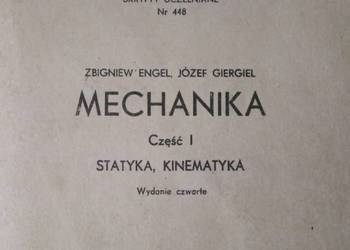 SKRYPTY UCZELNIANE
Nr 448
ZBIGNIEW ENGEL, JÓZEF GIERGIEL
MECHANIKA
Część I
STATYKA, KINEMATYKA
Wydanie czwarte